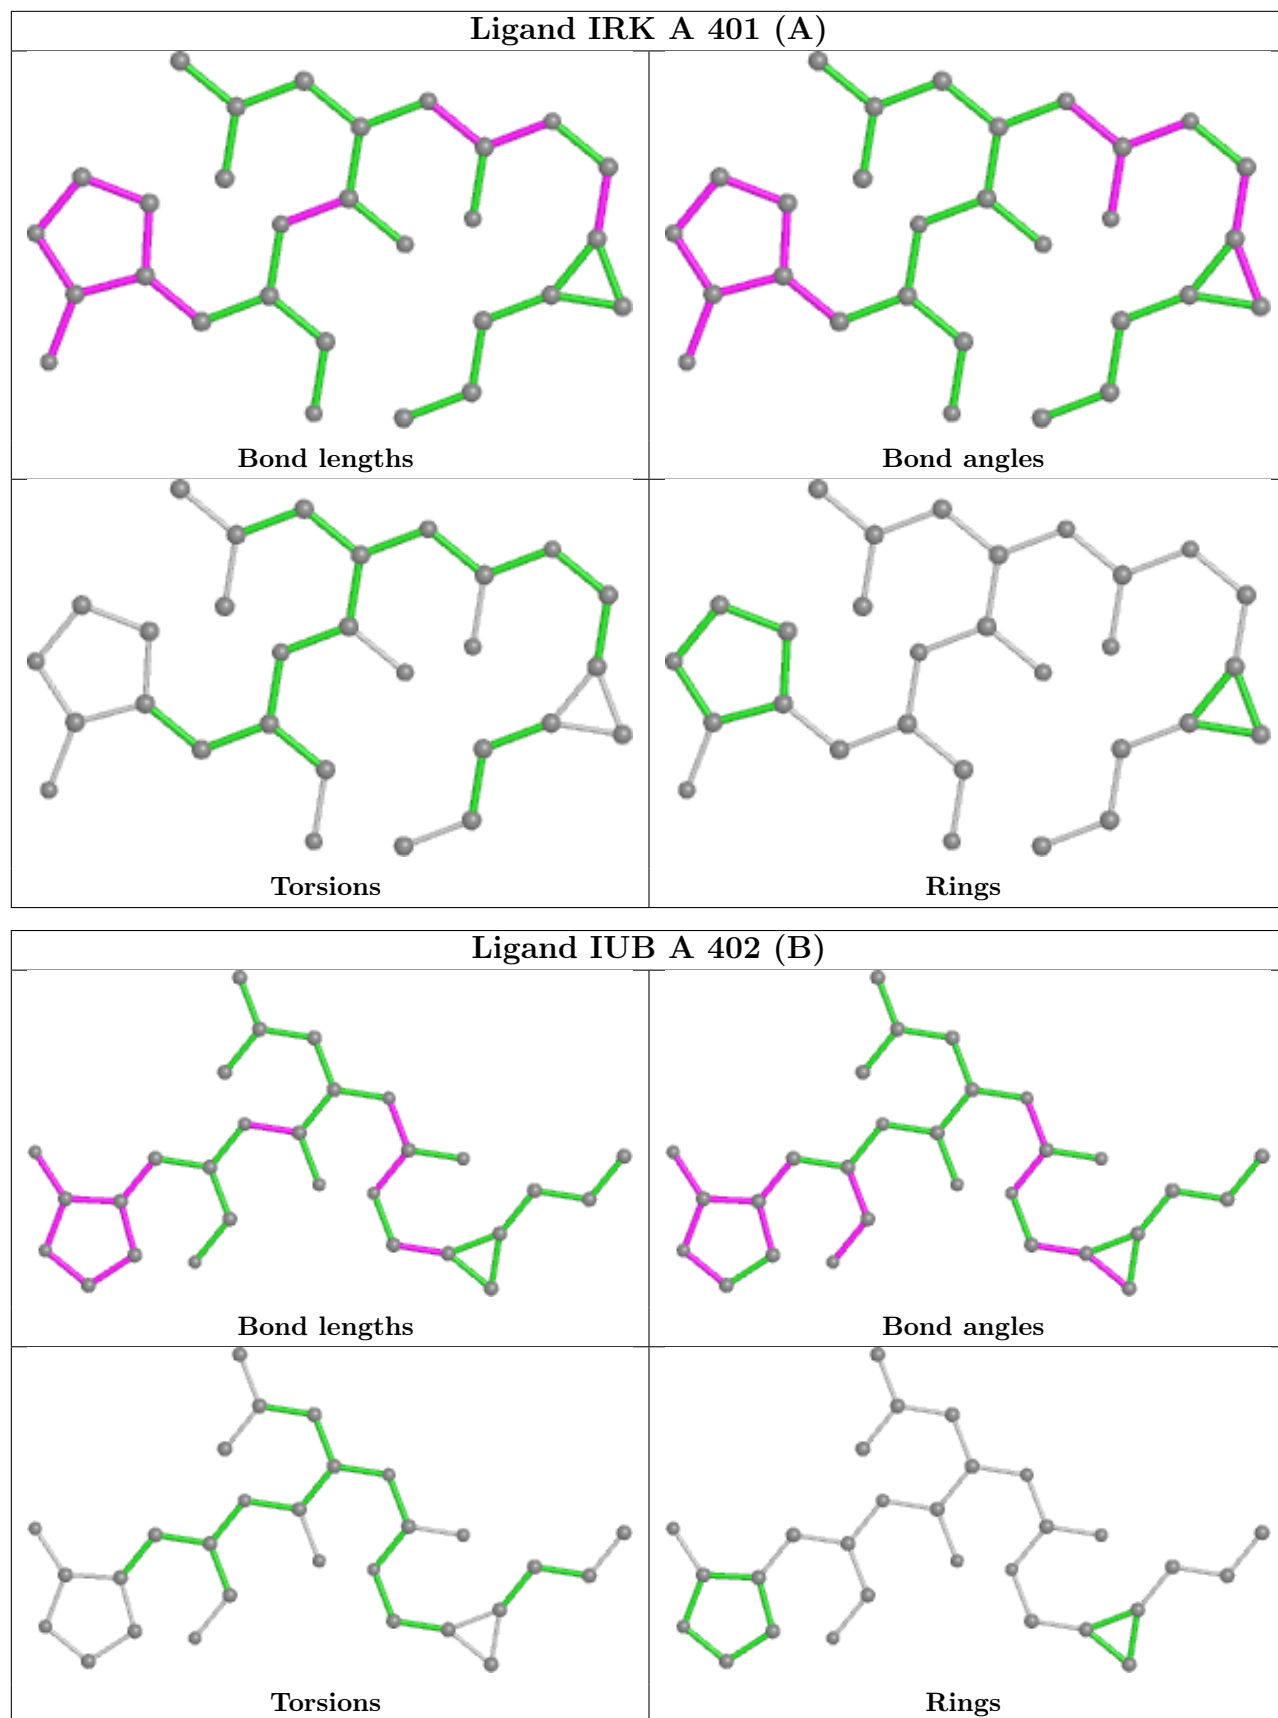 Ligand IRK A 401 (A)
Bond lengths
Bond angles
Torsions
Rings
Ligand IUB A 402 (B)
Bond lengths
Bond angles
Torsions
Rings